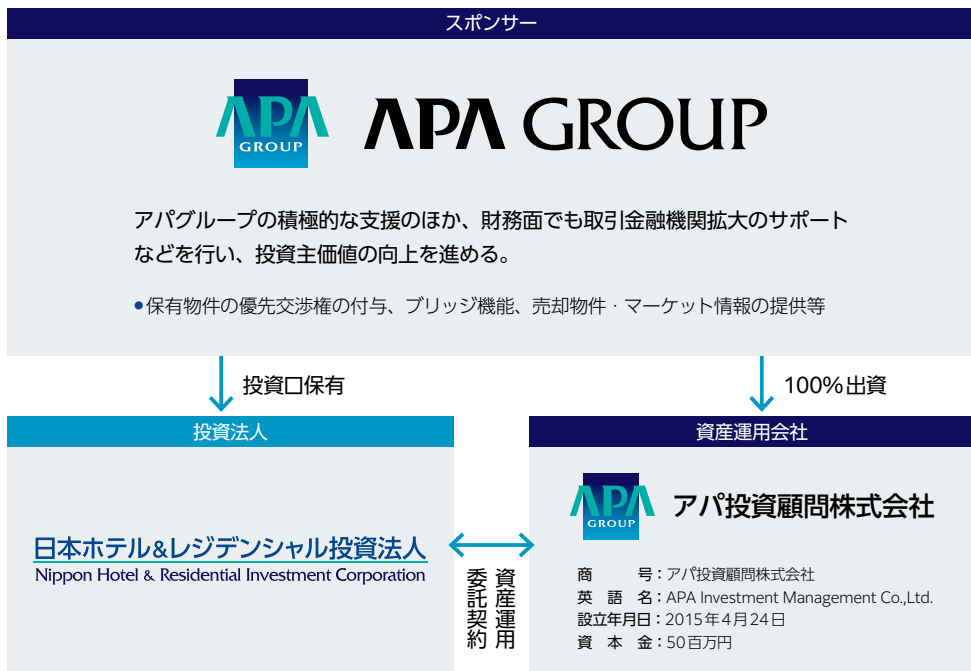 スポンサー
APA GROUP
APA GROUP
アパグループの積極的な支援のほか、財務面でも取引金融機関拡大のサポート
などを行い、投資主価値の向上を進める。
●保有物件の優先交渉権の付与、ブリッジ機能、売却物件・マーケット情報の提供等
投資口保有
100%出資
投資法人
日本ホテル&レジデンシャル投資法人
Nippon Hotel & Residential Investment Corporation
資産運用
委託契約
資産運用会社
APA GROUP
アパ投資顧問株式会社
商号：アパ投資顧問株式会社
英語名：APA Investment Management Co.,Ltd.
設立年月日：2015年4月24日
資本金：50百万円